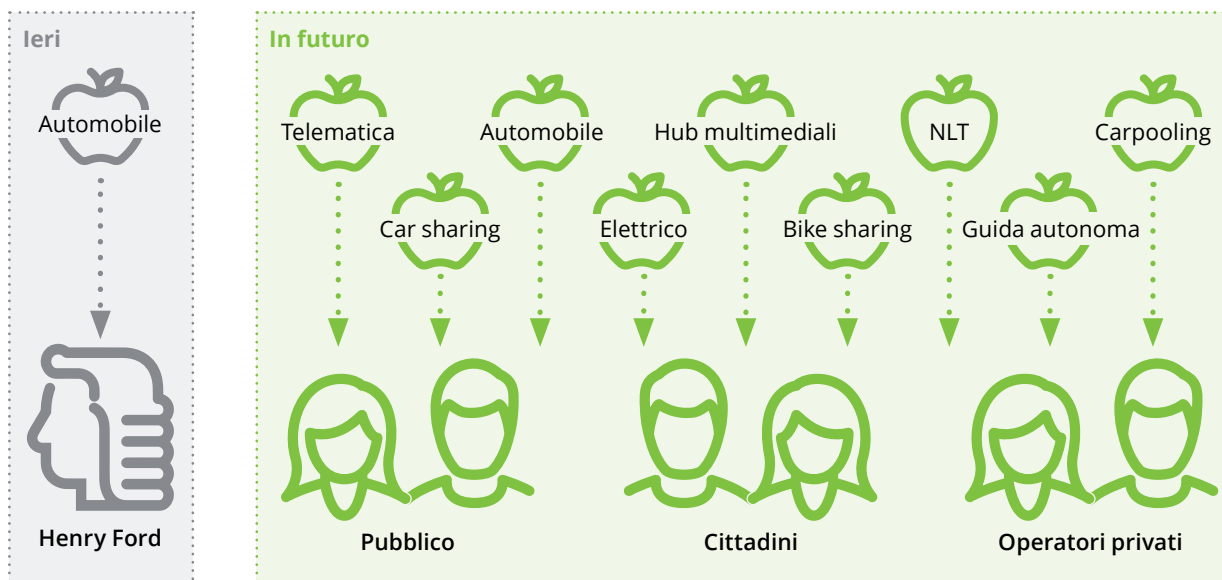 Ieri
Automobile
Henry Ford
In futuro
Telematica
Automobile
Hub multimediali
NLT
Carpooling
Car sharing
Elettrico
Bike sharing
Guida autonoma
Pubblico
Cittadini
Operatori privati